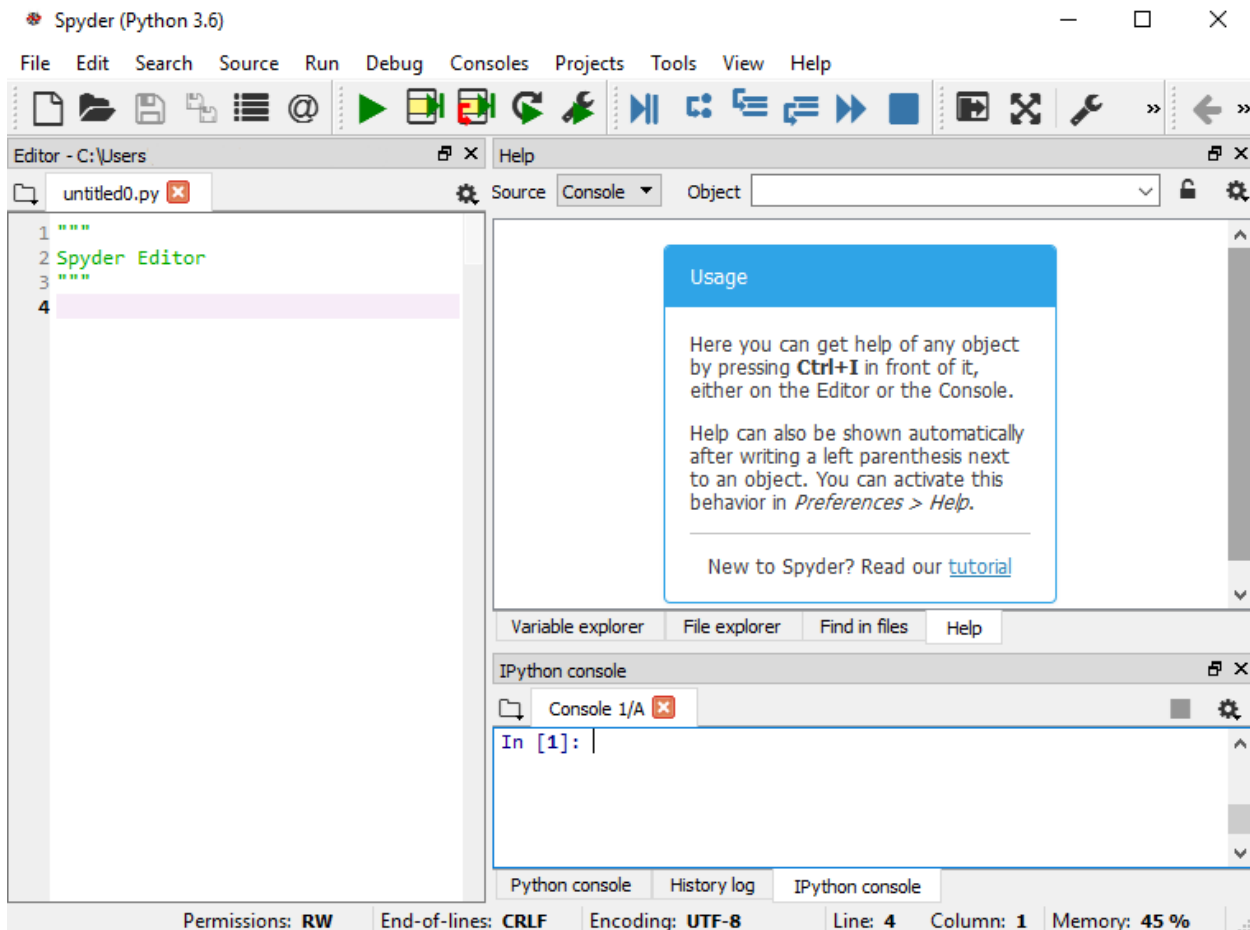 Spyder (Python 3.6)
File Edit Search Source Run Debug Consoles Projects Tools View Help
@ » »
Editor - C:\Users
untitled0.py
1 """
2 Spyder Editor
3 """
4
Help
Source Console Object
Usage
Here you can get help of any object
by pressing Ctrl+I in front of it,
either on the Editor or the Console.
Help can also be shown automatically
after writing a left parenthesis next
to an object. You can activate this
behavior in Preferences > Help.
New to Spyder? Read our tutorial
Variable explorer File explorer Find in files Help
IPython console
Console 1/A
In [1]:
Python console History log IPython console
Permissions: RW End-of-lines: CRLF Encoding: UTF-8 Line: 4 Column: 1 Memory: 45 %